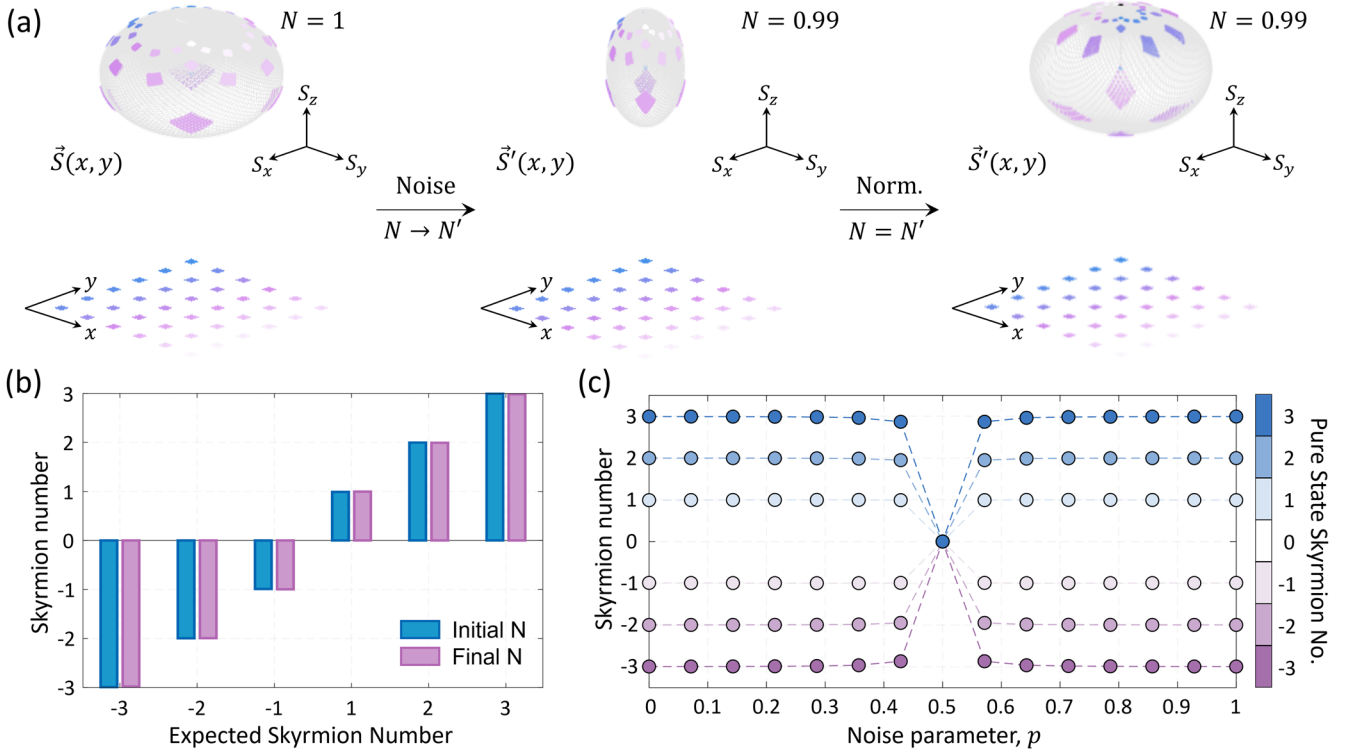 (a)
N = 1
N = 0.99
N = 0.99
S_z
S_z
S_z
S⃗(x, y)
S_x
S_y
S⃗′(x, y)
S_x
S_y
S⃗′(x, y)
S_x
S_y
Noise
N → N′
Norm.
N = N′
y
x
y
x
y
x
(b)
Skyrmion number
3
2
1
0
-1
-2
-3
Initial N
Final N
-3 -2 -1 1 2 3
Expected Skyrmion Number
(c)
Skyrmion number
3
2
1
0
-1
-2
-3
0 0.1 0.2 0.3 0.4 0.5 0.6 0.7 0.8 0.9 1
Noise parameter, p
3
2
1
0
-1
-2
-3
Pure State Skyrmion No.